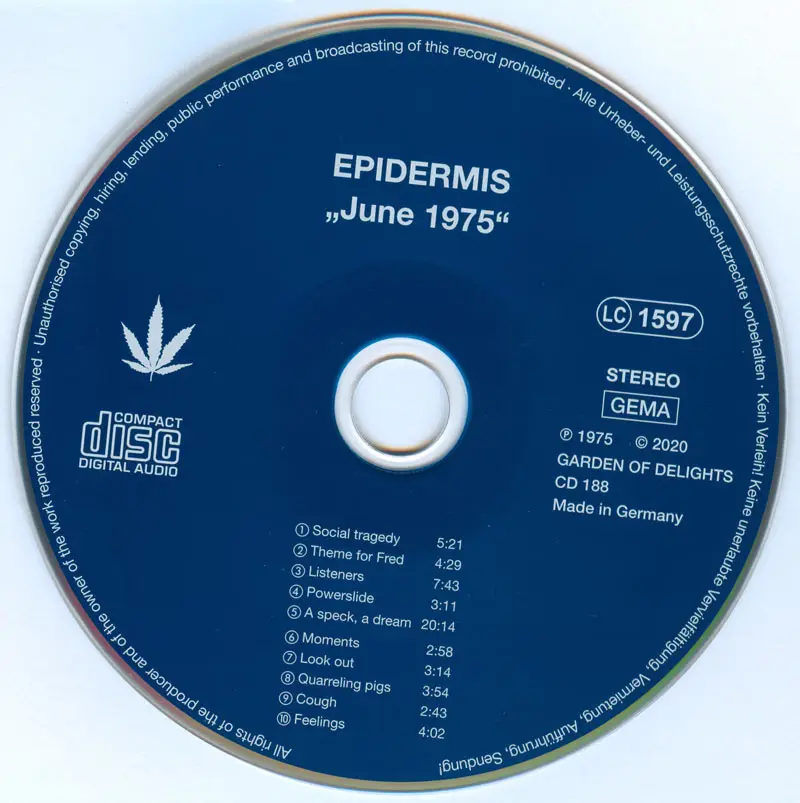 All rights of the producer and of the owner of the work reproduced reserved · Unauthorised copying, hiring, lending, public performance and broadcasting of this record prohibited · Alle Urheber- und Leistungsschutzrechte vorbehalten · Kein Verleih! Keine unerlaubte Vervielfältigung, Vermietung, Aufführung, Sendung!
EPIDERMIS
„June 1975“
LC 1597
STEREO
GEMA
℗ 1975 © 2020
GARDEN OF DELIGHTS
CD 188
Made in Germany
COMPACT
disc
DIGITAL AUDIO
① Social tragedy 5:21
② Theme for Fred 4:29
③ Listeners 7:43
④ Powerslide 3:11
⑤ A speck, a dream 20:14
⑥ Moments 2:58
⑦ Look out 3:14
⑧ Quarreling pigs 3:54
⑨ Cough 2:43
⑩ Feelings 4:02